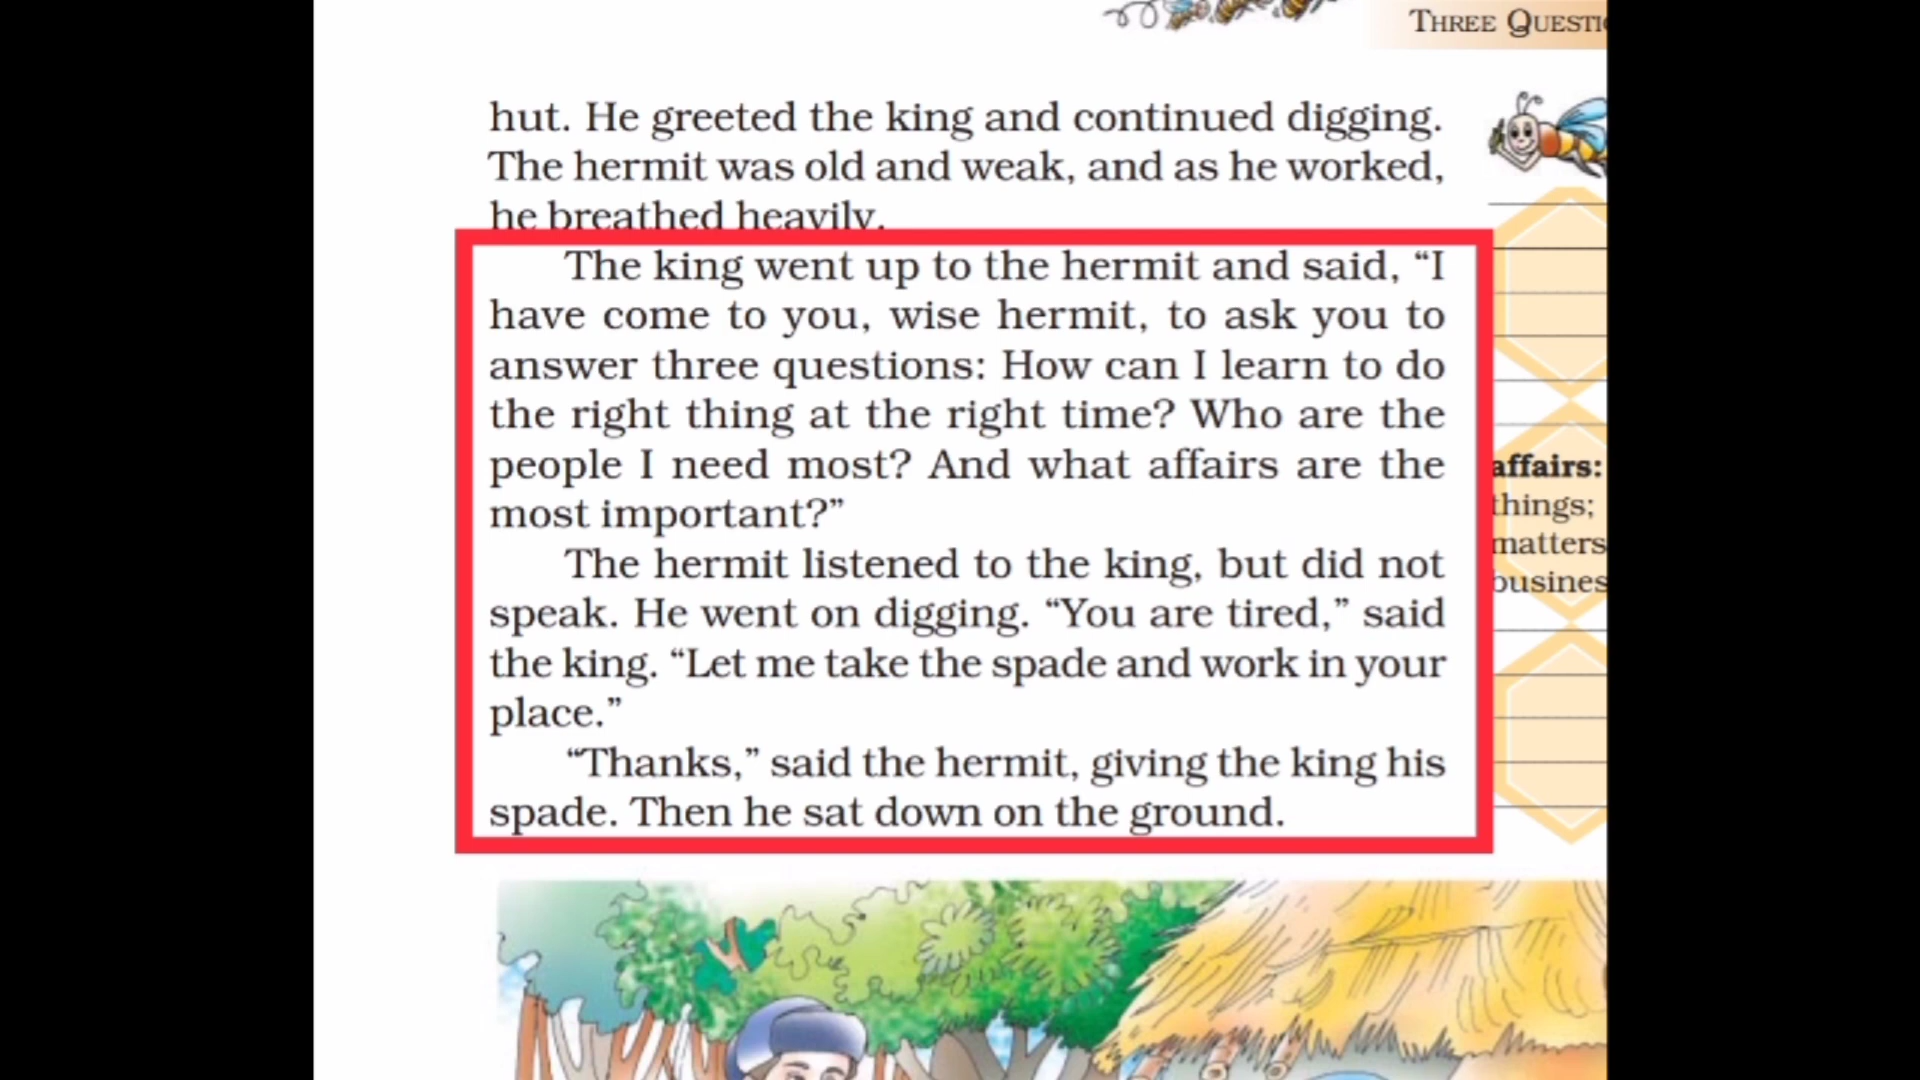 THREE QUESTI
hut. He greeted the king and continued digging.
The hermit was old and weak, and as he worked,
he breathed heavily.
The king went up to the hermit and said, “I
have come to you, wise hermit, to ask you to
answer three questions: How can I learn to do
the right thing at the right time? Who are the
people I need most? And what affairs are the
most important?”
The hermit listened to the king, but did not
speak. He went on digging. “You are tired,” said
the king. “Let me take the spade and work in your
place.”
“Thanks,” said the hermit, giving the king his
spade. Then he sat down on the ground.
affairs:
things;
matters
busines